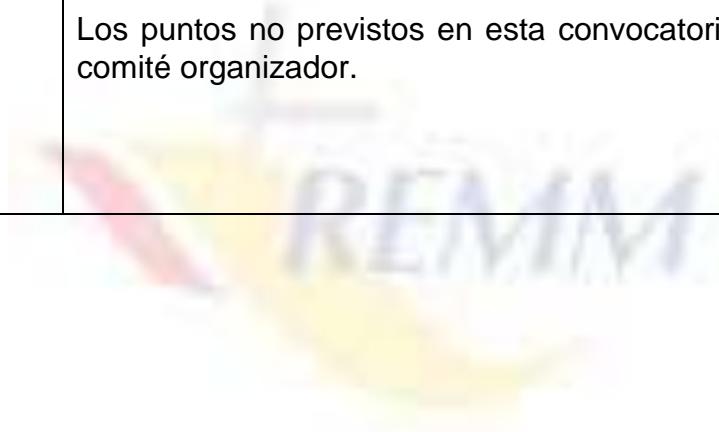 Los puntos no previstos en esta convocatori
comité organizador.
REMM